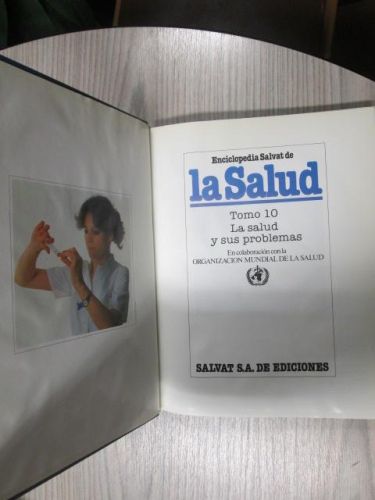 Enciclopedia Salvat de
la Salud
Tomo 10
La salud
y sus problemas
En colaboración con la
ORGANIZACION MUNDIAL DE LA SALUD
SALVAT S.A. DE EDICIONES